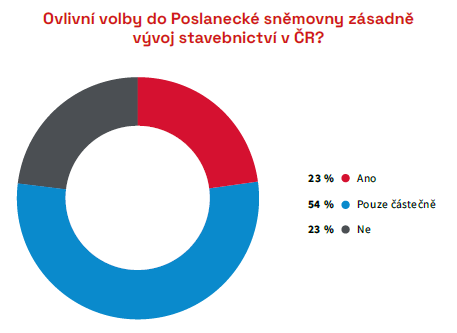 Ovlivní volby do Poslanecké sněmovny zásadně
vývoj stavebnictví v ČR?
23 % Ano
54 % Pouze částečně
23 % Ne